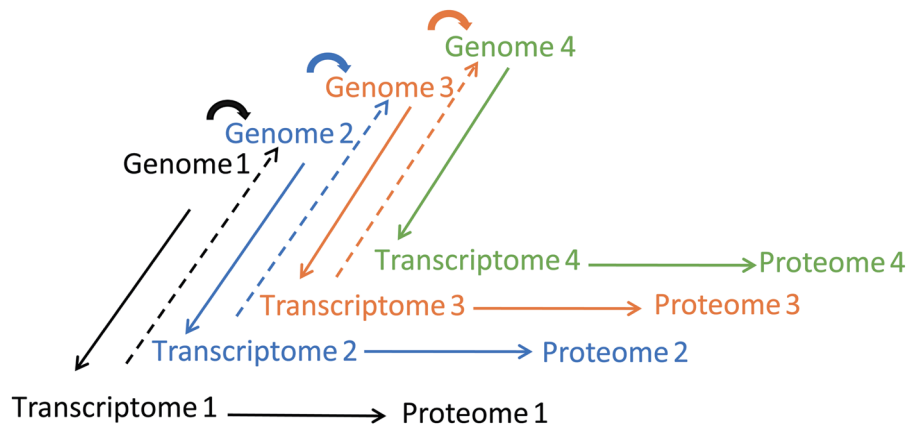 Genome 4
Genome 3
Genome 2
Genome 1
Transcriptome 4 Proteome 4
Transcriptome 3 Proteome 3
Transcriptome 2 Proteome 2
Transcriptome 1 Proteome 1